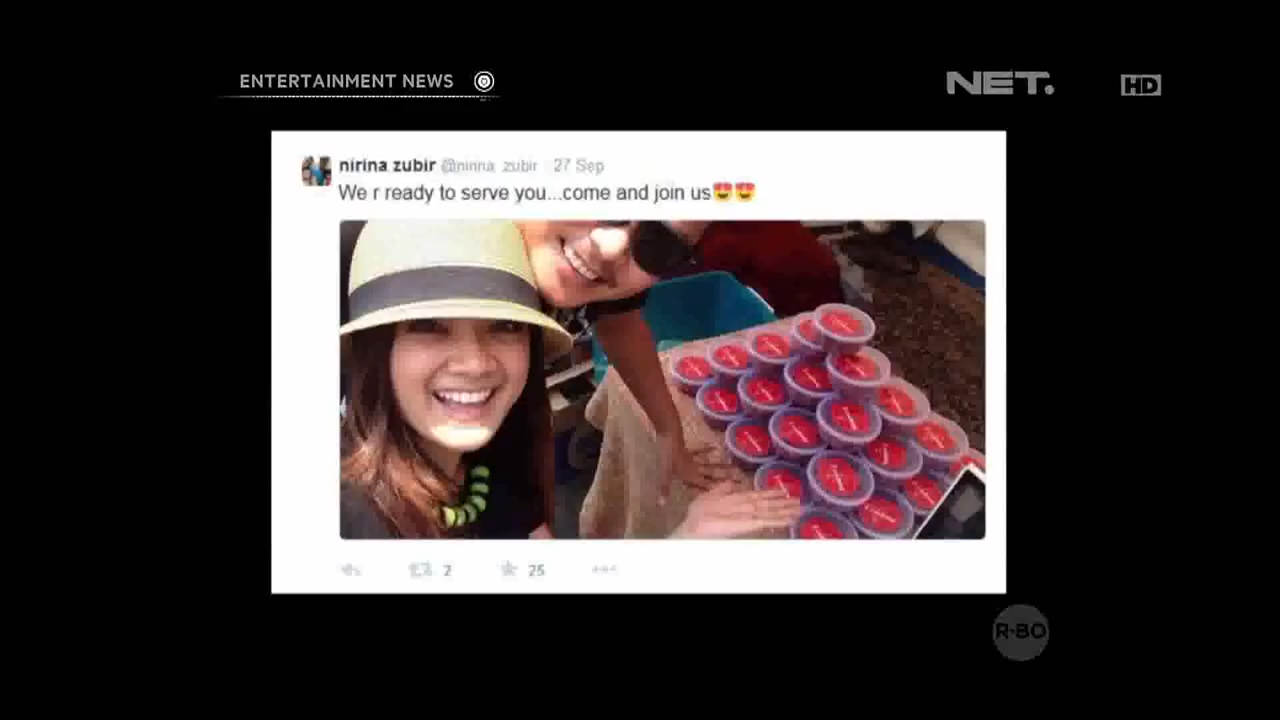 ENTERTAINMENT NEWS
NET.
HD
nirina zubir @nirina_zubir · 27 Sep
We r ready to serve you...come and join us😍😍
2 25
R-BO